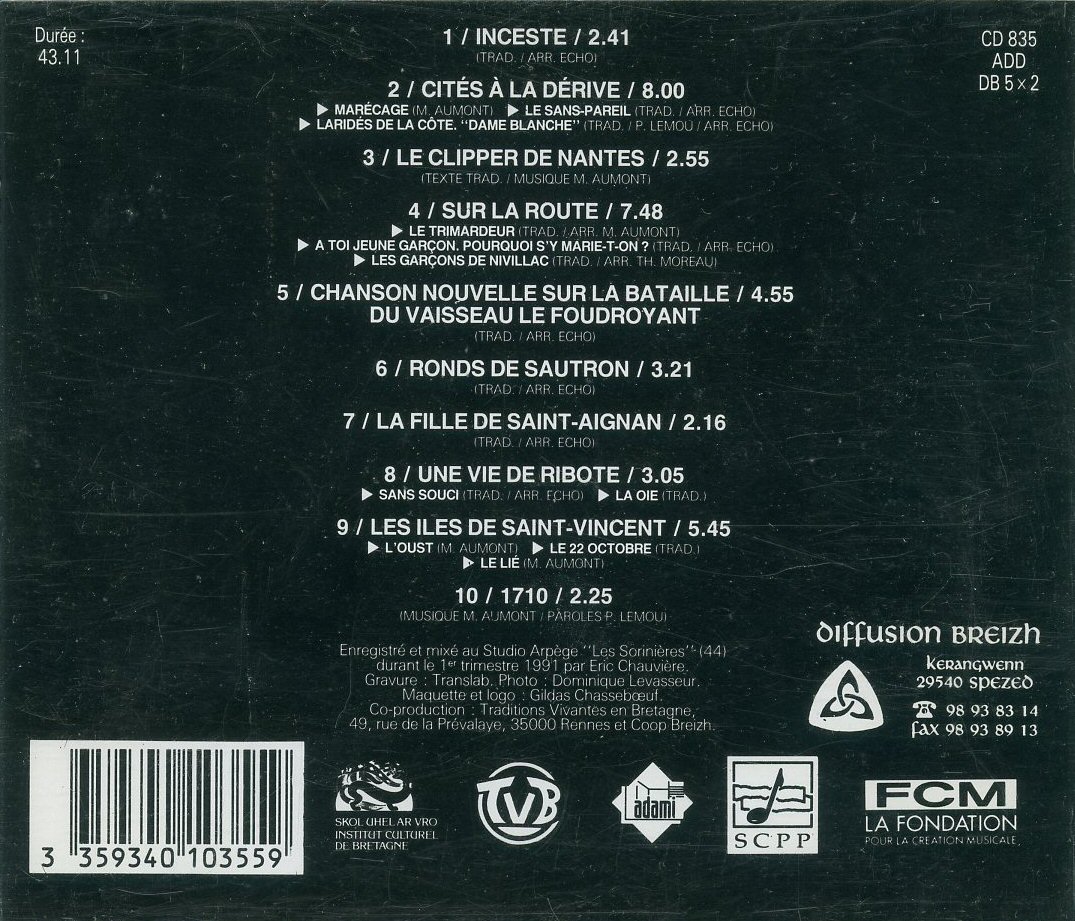 Durée :
43.11
CD 835
ADD
DB 5 × 2
1 / INCESTE / 2.41
(TRAD. / ARR. ECHO)
2 / CITÉS À LA DÉRIVE / 8.00
▶ MARÉCAGE (M. AUMONT) ▶ LE SANS-PAREIL (TRAD. / ARR. ECHO)
▶ LARIDÉS DE LA CÔTE. "DAME BLANCHE" (TRAD. / P. LEMOU / ARR. ECHO)
3 / LE CLIPPER DE NANTES / 2.55
(TEXTE TRAD. / MUSIQUE M. AUMONT)
4 / SUR LA ROUTE / 7.48
▶ LE TRIMARDEUR (TRAD. / ARR. M. AUMONT)
▶ A TOI JEUNE GARÇON. POURQUOI S'Y MARIE-T-ON ? (TRAD. / ARR. ECHO)
▶ LES GARÇONS DE NIVILLAC (TRAD. / ARR. TH. MOREAU)
5 / CHANSON NOUVELLE SUR LA BATAILLE / 4.55
DU VAISSEAU LE FOUDROYANT
(TRAD. / ARR. ECHO)
6 / RONDS DE SAUTRON / 3.21
(TRAD. / ARR. ECHO)
7 / LA FILLE DE SAINT-AIGNAN / 2.16
(TRAD. / ARR. ECHO)
8 / UNE VIE DE RIBOTE / 3.05
▶ SANS SOUCI (TRAD. / ARR. ECHO) ▶ LA OIE (TRAD.)
9 / LES ILES DE SAINT-VINCENT / 5.45
▶ L'OUST (M. AUMONT) ▶ LE 22 OCTOBRE (TRAD.)
▶ LE LIÉ (M. AUMONT)
10 / 1710 / 2.25
(MUSIQUE M. AUMONT / PAROLES P. LEMOU)
Enregistré et mixé au Studio Arpège "Les Sorinières" (44)
durant le 1er trimestre 1991 par Eric Chauvière.
Gravure : Translab. Photo : Dominique Levasseur.
Maquette et logo : Gildas Chassebœuf.
Co-production : Traditions Vivantes en Bretagne,
49, rue de la Prévalaye, 35000 Rennes et Coop Breizh.
Diffusion Breizh
Kerangwenn
29540 Spezed
☎ 98 93 83 14
fax 98 93 89 13
3 359340 103559
SKOL UHEL AR VRO
INSTITUT CULTUREL
DE BRETAGNE
TVB
adami
SCPP
FCM
LA FONDATION
POUR LA CRÉATION MUSICALE